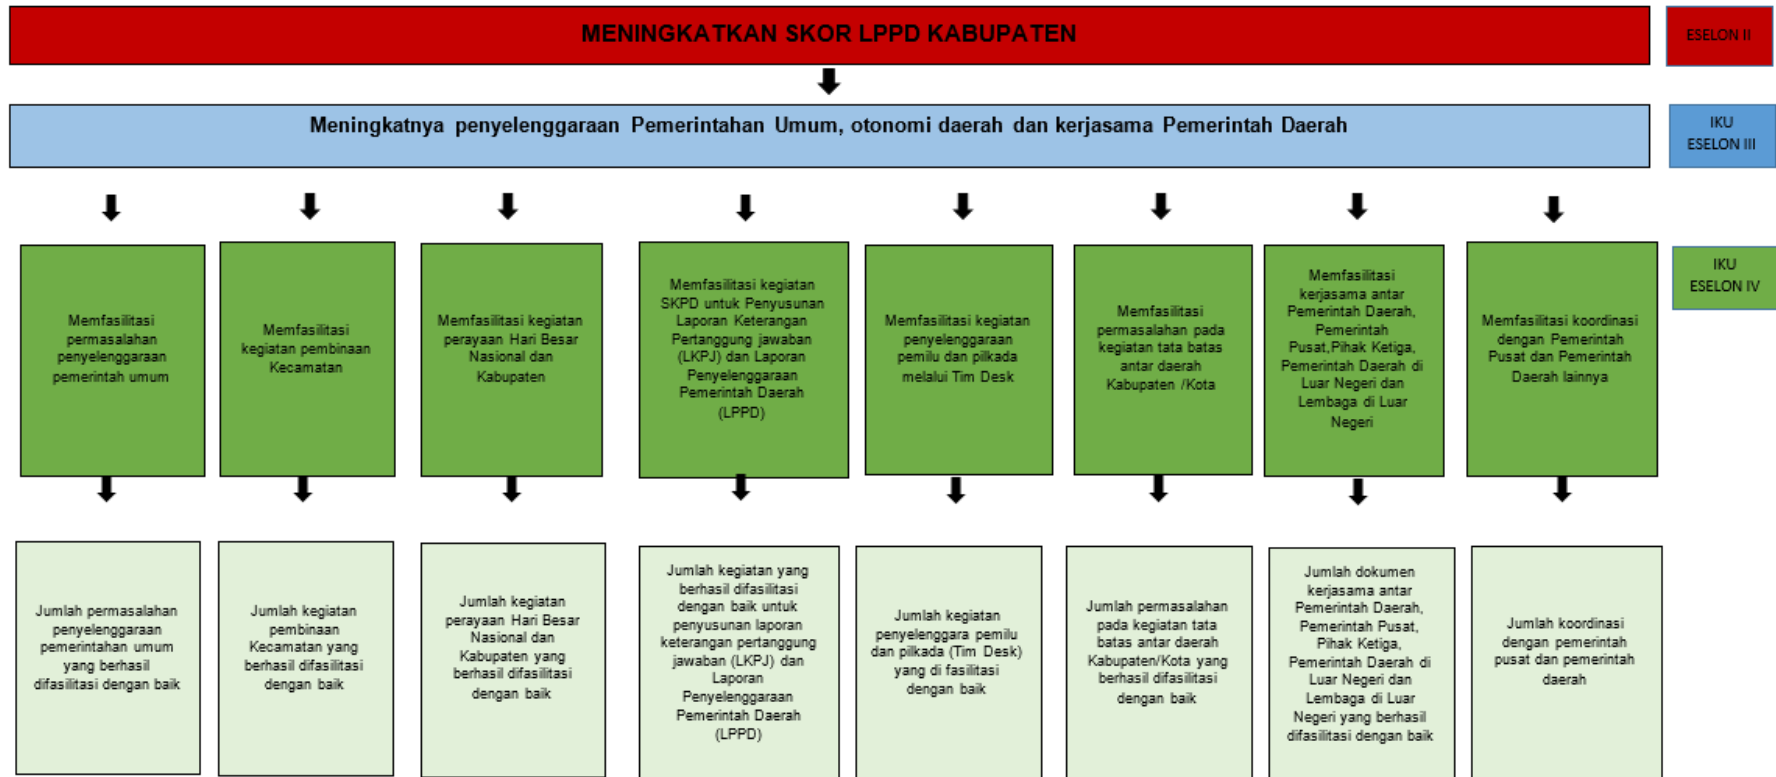 MENINGKATKAN SKOR LPPD KABUPATEN
ESELON II
Meningkatnya penyelenggaraan Pemerintahan Umum, otonomi daerah dan kerjasama Pemerintah Daerah
IKU
ESELON III
Memfasilitasi
permasalahan
penyelenggaraan
pemerintah umum
Memfasilitasi
kegiatan pembinaan
Kecamatan
Memfasilitasi kegiatan
perayaan Hari Besar
Nasional dan
Kabupaten
Memfasilitasi kegiatan
SKPD untuk Penyusunan
Laporan Keterangan
Pertanggung jawaban
(LKPJ) dan Laporan
Penyelenggaraan
Pemerintah Daerah
(LPPD)
Memfasilitasi kegiatan
penyelenggaraan
pemilu dan pilkada
melalui Tim Desk
Memfasilitasi
permasalahan pada
kegiatan tata batas
antar daerah
Kabupaten /Kota
Memfasilitasi
kerjasama antar
Pemerintah Daerah,
Pemerintah
Pusat,Pihak Ketiga,
Pemerintah Daerah di
Luar Negeri dan
Lembaga di Luar
Negeri
Memfasilitasi koordinasi
dengan Pemerintah
Pusat dan Pemerintah
Daerah lainnya
IKU
ESELON IV
Jumlah permasalahan
penyelenggaraan
pemerintahan umum
yang berhasil
difasilitasi dengan baik
Jumlah kegiatan
pembinaan
Kecamatan yang
berhasil difasilitasi
dengan baik
Jumlah kegiatan
perayaan Hari Besar
Nasional dan
Kabupaten yang
berhasil difasilitasi
dengan baik
Jumlah kegiatan yang
berhasil difasilitasi
dengan baik untuk
penyusunan laporan
keterangan pertanggung
jawaban (LKPJ) dan
Laporan
Penyelenggaraan
Pemerintah Daerah
(LPPD)
Jumlah kegiatan
penyelenggara pemilu
dan pilkada (Tim Desk)
yang di fasilitasi
dengan baik
Jumlah permasalahan
pada kegiatan tata
batas antar daerah
Kabupaten/Kota yang
berhasil difasilitasi
dengan baik
Jumlah dokumen
kerjasama antar
Pemerintah Daerah,
Pemerintah Pusat,
Pihak Ketiga,
Pemerintah Daerah di
Luar Negeri dan
Lembaga di Luar
Negeri yang berhasil
difasilitasi dengan baik
Jumlah koordinasi
dengan pemerintah
pusat dan pemerintah
daerah